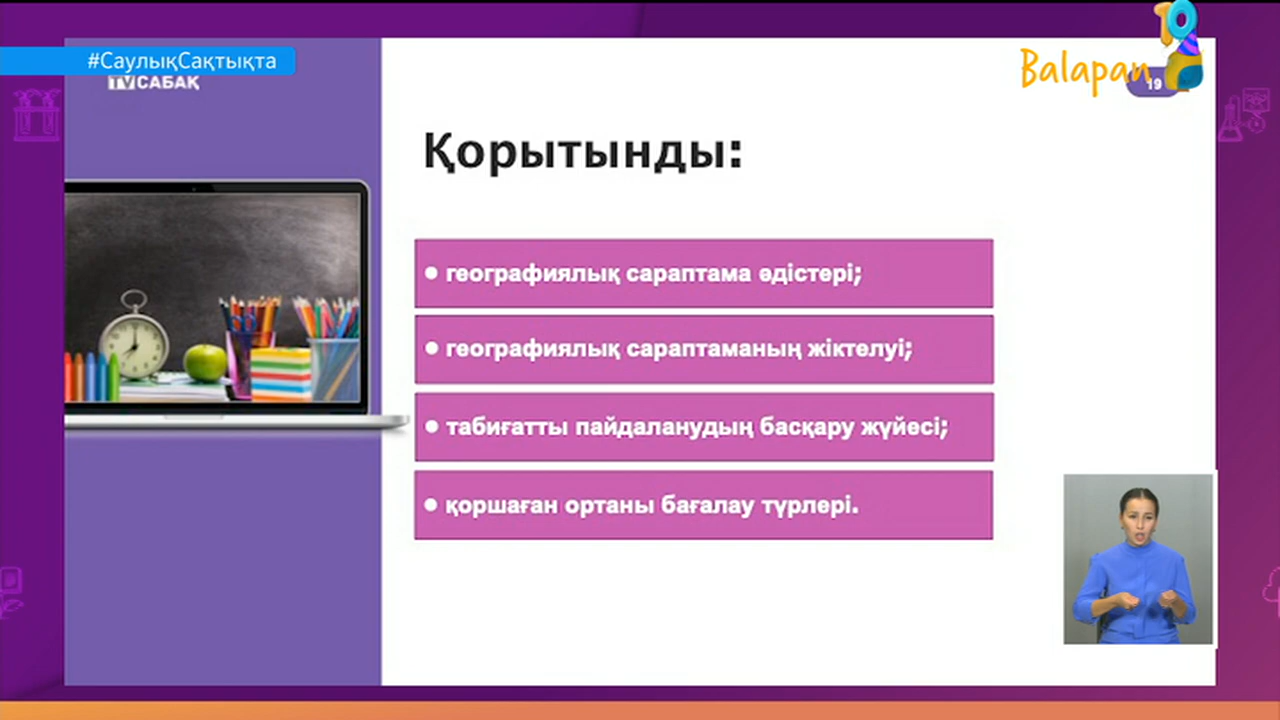 #СаулықСақтықта
TVСАБАҚ
Balapan
19
Қорытынды:
• географиялық сараптама әдістері;
• географиялық сараптаманың жіктелуі;
• табиғатты пайдаланудың басқару жүйесі;
• қоршаған ортаны бағалау түрлері.